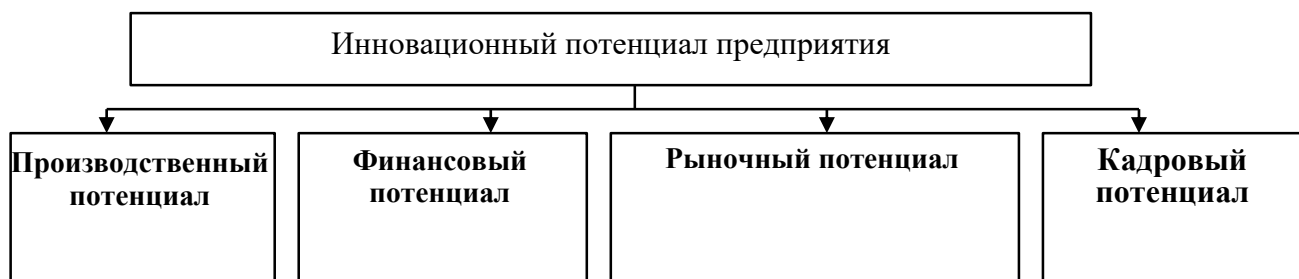 Инновационный потенциал предприятия
Производственный
потенциал
Финансовый
потенциал
Рыночный потенциал
Кадровый
потенциал